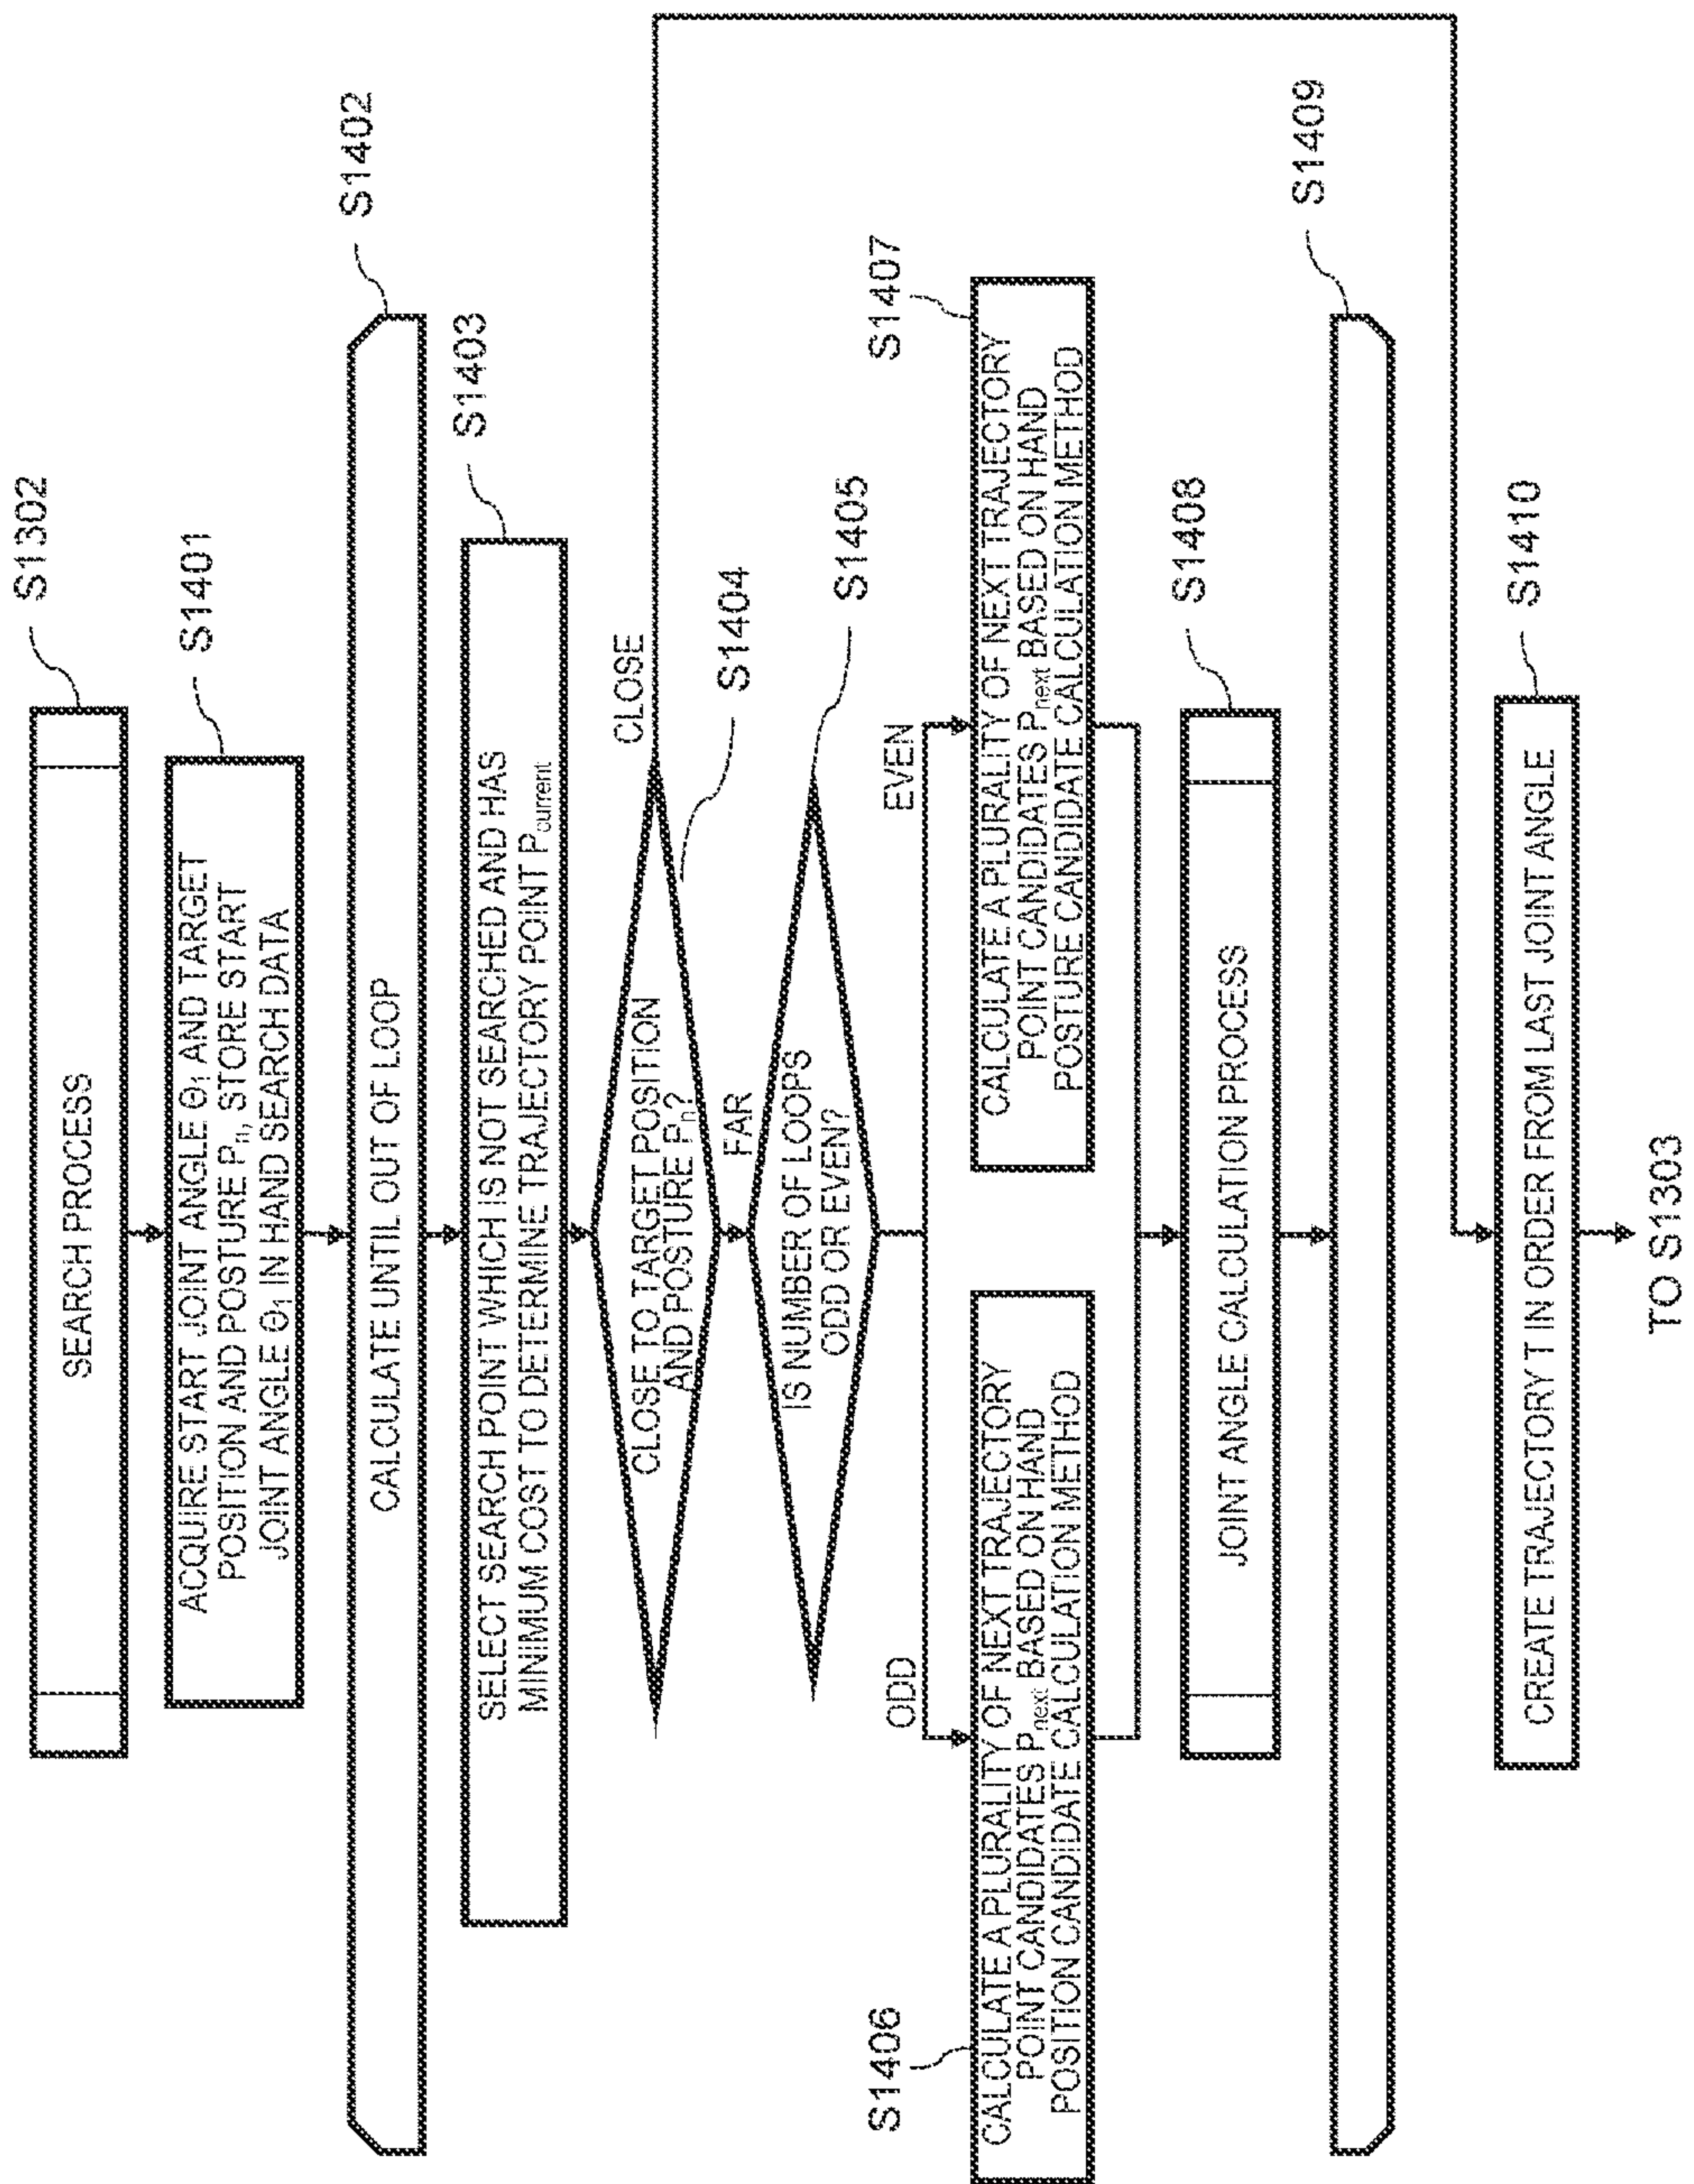 S1302
SEARCH PROCESS
S1401
ACQUIRE START JOINT ANGLE Θ₁ AND TARGET
POSITION AND POSTURE Pₙ, STORE START
JOINT ANGLE Θ₁ IN HAND SEARCH DATA
S1402
CALCULATE UNTIL OUT OF LOOP
S1403
SELECT SEARCH POINT WHICH IS NOT SEARCHED AND HAS
MINIMUM COST TO DETERMINE TRAJECTORY POINT Pcurrent
CLOSE
S1404
CLOSE TO TARGET POSITION
AND POSTURE Pₙ?
FAR
S1405
IS NUMBER OF LOOPS
ODD OR EVEN?
ODD
EVEN
S1406
CALCULATE A PLURALITY OF NEXT TRAJECTORY
POINT CANDIDATES Pnext BASED ON HAND
POSITION CANDIDATE CALCULATION METHOD
S1407
CALCULATE A PLURALITY OF NEXT TRAJECTORY
POINT CANDIDATES Pnext BASED ON HAND
POSTURE CANDIDATE CALCULATION METHOD
S1408
JOINT ANGLE CALCULATION PROCESS
S1409
S1410
CREATE TRAJECTORY T IN ORDER FROM LAST JOINT ANGLE
TO S1303